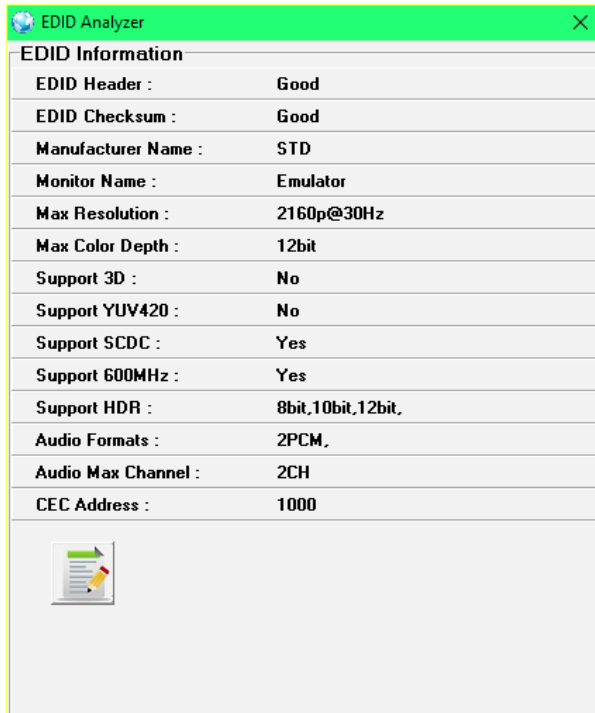 EDID Analyzer
EDID Information
EDID Header : Good
EDID Checksum : Good
Manufacturer Name : STD
Monitor Name : Emulator
Max Resolution : 2160p@30Hz
Max Color Depth : 12bit
Support 3D : No
Support YUV420 : No
Support SCDC : Yes
Support 600MHz : Yes
Support HDR : 8bit,10bit,12bit,
Audio Formats : 2PCM,
Audio Max Channel : 2CH
CEC Address : 1000